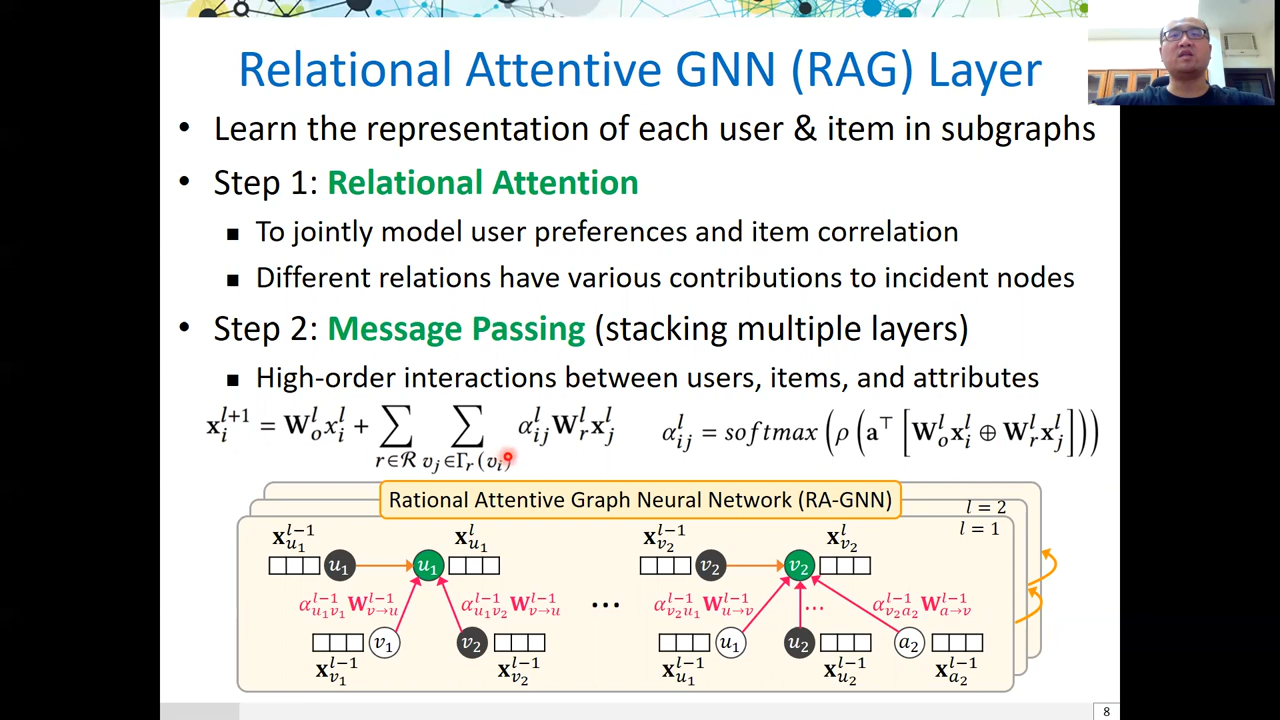 Relational Attentive GNN (RAG) Layer
• Learn the representation of each user & item in subgraphs
• Step 1: Relational Attention
▪ To jointly model user preferences and item correlation
▪ Different relations have various contributions to incident nodes
• Step 2: Message Passing (stacking multiple layers)
▪ High-order interactions between users, items, and attributes
x_i^{l+1} = W_o^l x_i^l + ∑_{r∈R} ∑_{v_j∈Γ_r(v_i)} α_{ij}^l W_r^l x_j^l
α_{ij}^l = softmax(ρ(a^⊤[W_o^l x_i^l ⊕ W_r^l x_j^l]))
Rational Attentive Graph Neural Network (RA-GNN)
l = 2
l = 1
x_{u_1}^{l−1} x_{u_1}^l x_{v_2}^{l−1} x_{v_2}^l
u_1 u_1 v_2 v_2
α_{u_1v_1}^{l−1} W_{v→u}^{l−1} α_{u_1v_2}^{l−1} W_{v→u}^{l−1} ... α_{v_2u_1}^{l−1} W_{u→v}^{l−1} ... α_{v_2a_2}^{l−1} W_{a→v}^{l−1}
v_1 v_2 u_1 u_2 a_2
x_{v_1}^{l−1} x_{v_2}^{l−1} x_{u_1}^{l−1} x_{u_2}^{l−1} x_{a_2}^{l−1}
8